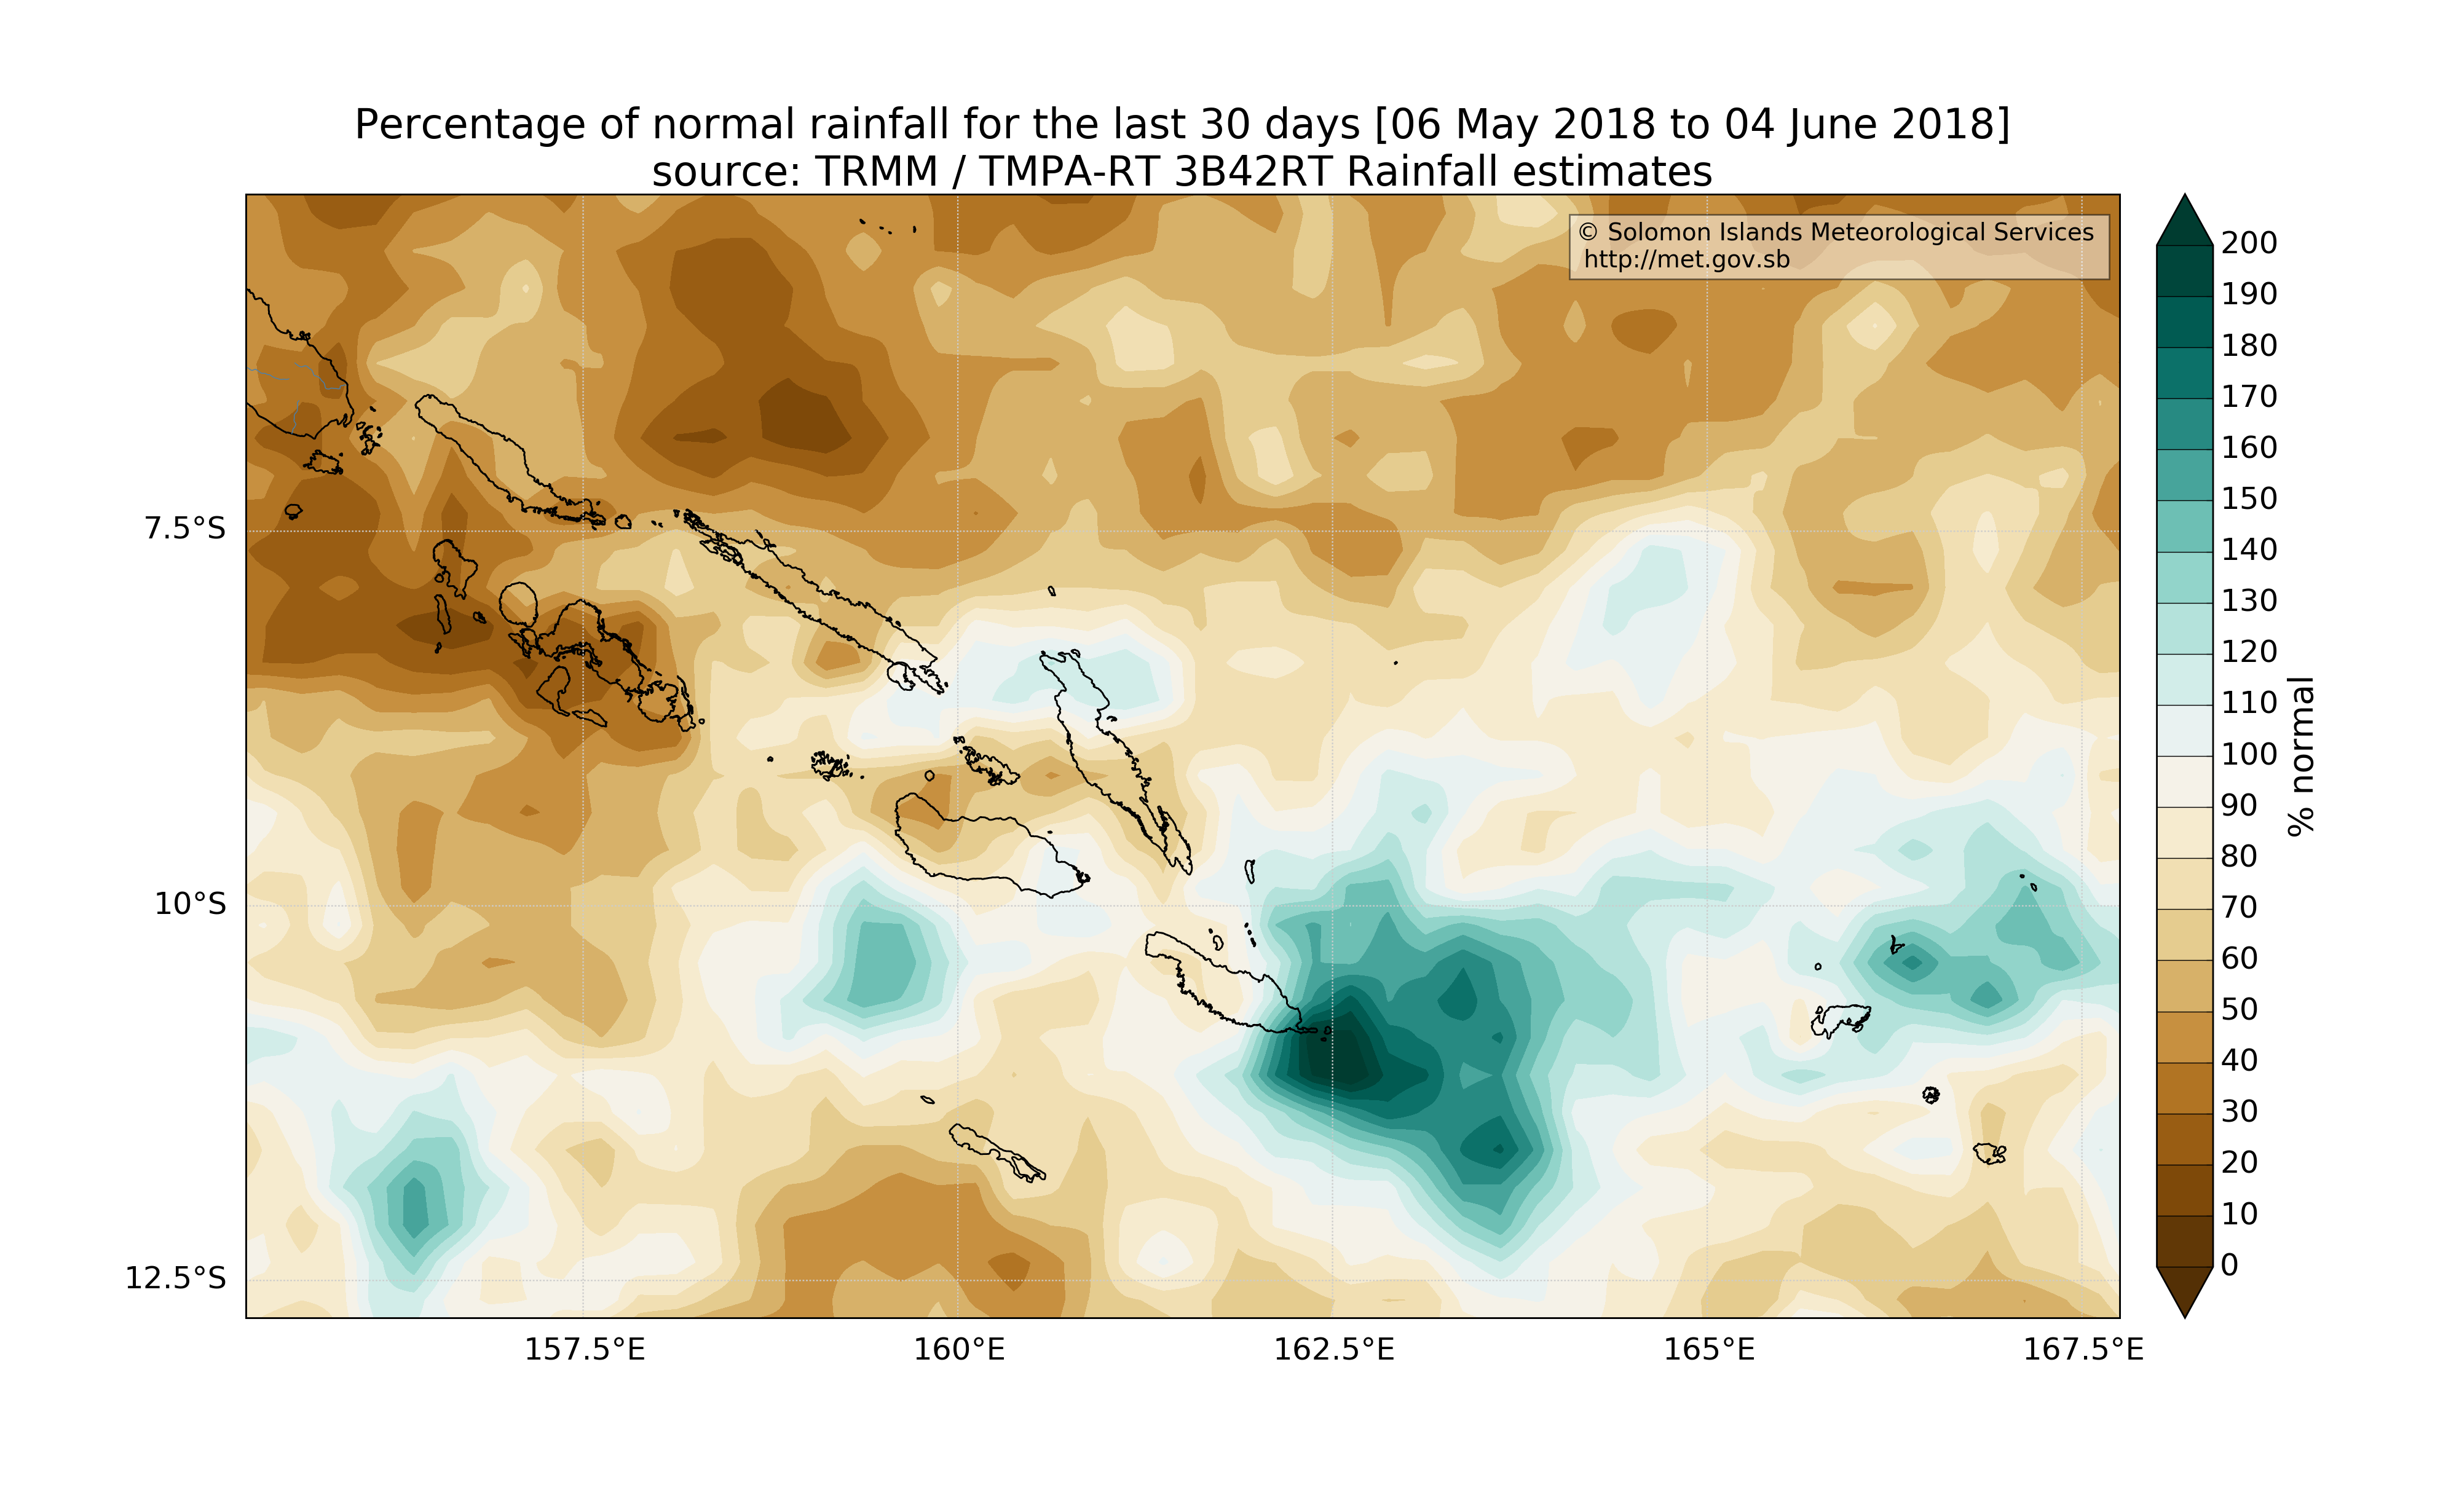 Percentage of normal rainfall for the last 30 days [06 May 2018 to 04 June 2018]
source: TRMM / TMPA-RT 3B42RT Rainfall estimates
© Solomon Islands Meteorological Services
http://met.gov.sb
7.5°S
10°S
12.5°S
157.5°E
160°E
162.5°E
165°E
167.5°E
200
190
180
170
160
150
140
130
120
110
100
90
80
70
60
50
40
30
20
10
0
% normal